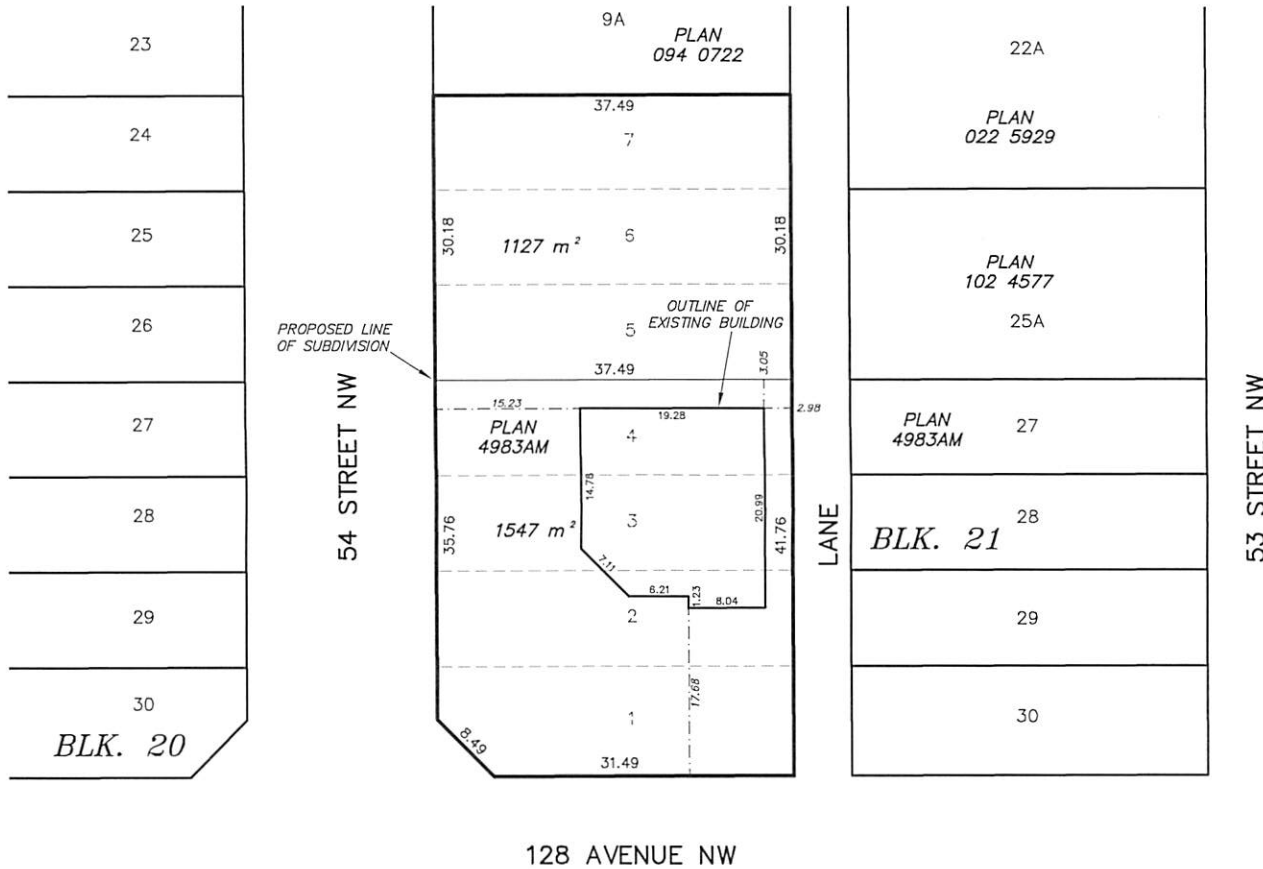 23
24
25
26
27
28
29
30
BLK. 20
PROPOSED LINE
OF SUBDIVISION
54 STREET NW
9A
PLAN
094 0722
37.49
7
30.18
1127 m²
6
30.18
5
OUTLINE OF
EXISTING BUILDING
37.49
3.05
15.23
19.28
2.98
PLAN
4983AM
4
14.78
20.99
35.76
1547 m²
3
41.76
7.11
6.21
1.23
8.04
2
17.68
1
8.49
31.49
LANE
22A
PLAN
022 5929
PLAN
102 4577
25A
PLAN
4983AM
27
BLK. 21
28
29
30
53 STREET NW
128 AVENUE NW